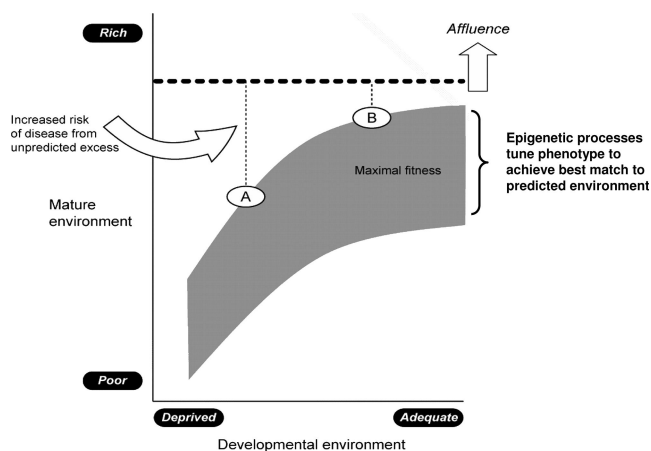 Rich
Affluence
Increased risk
of disease from
unpredicted excess
B
Epigenetic processes
tune phenotype to
achieve best match to
predicted environment
Maximal fitness
A
Mature
environment
Poor
Deprived
Adequate
Developmental environment